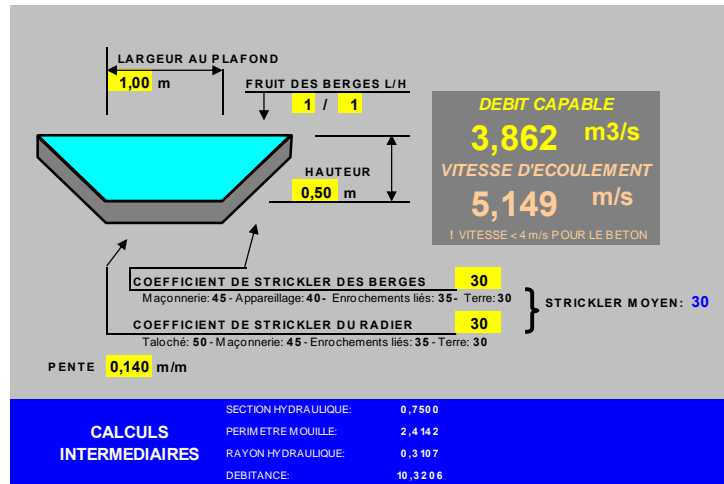 LARGEUR AU PLAFOND
1,00 m
FRUIT DES BERGES L/H
1 / 1
DEBIT CAPABLE
3,862 m3/s
VITESSE D'ECOULEMENT
5,149 m/s
! VITESSE < 4 m/s POUR LE BETON
HAUTEUR
0,50 m
COEFFICIENT DE STRICKLER DES BERGES 30
Maçonnerie: 45 - Appareillage: 40 - Enrochements liés: 35 - Terre: 30
STRICKLER MOYEN: 30
COEFFICIENT DE STRICKLER DU RADIER 30
Taloché: 50 - Maçonnerie: 45 - Enrochements liés: 35 - Terre: 30
PENTE 0,140 m/m
CALCULS
INTERMEDIAIRES
SECTION HYDRAULIQUE: 0,7500
PERIMETRE MOUILLE: 2,4142
RAYON HYDRAULIQUE: 0,3107
DEBITANCE: 10,3206